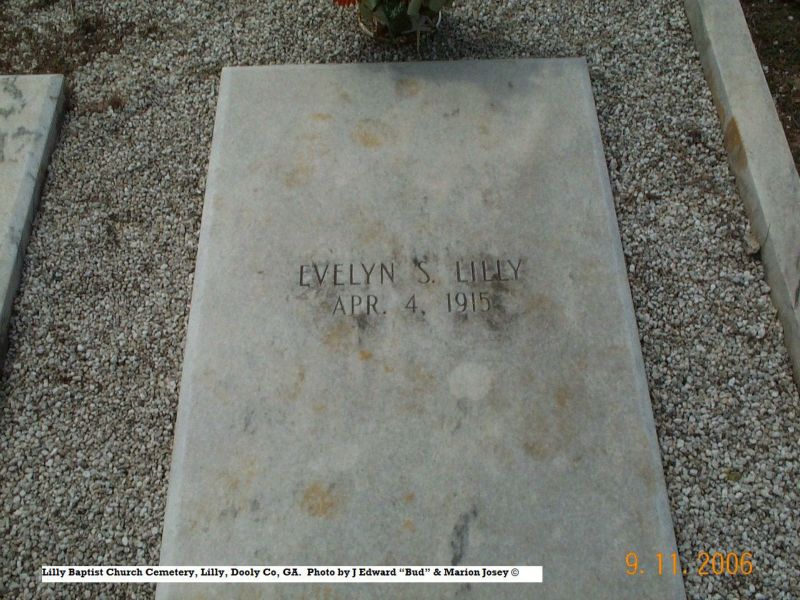 EVELYN S. LILLY
APR. 4, 1915
Lilly Baptist Church Cemetery, Lilly, Dooly Co, GA. Photo by J Edward “Bud” & Marion Josey ©
9. 11. 2006